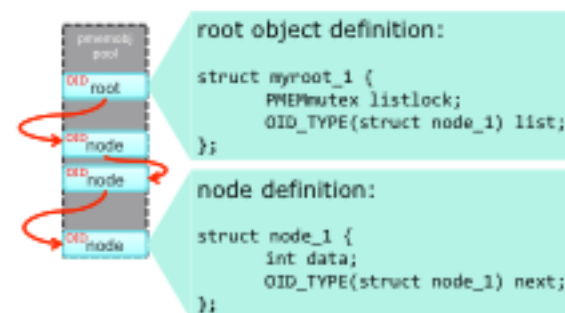 pmemobj
pool
OID
root
OID
node
OID
node
OID
node
root object definition:
struct myroot_1 {
PMEMmutex listlock;
OID_TYPE(struct node_1) list;
};
node definition:
struct node_1 {
int data;
OID_TYPE(struct node_1) next;
};